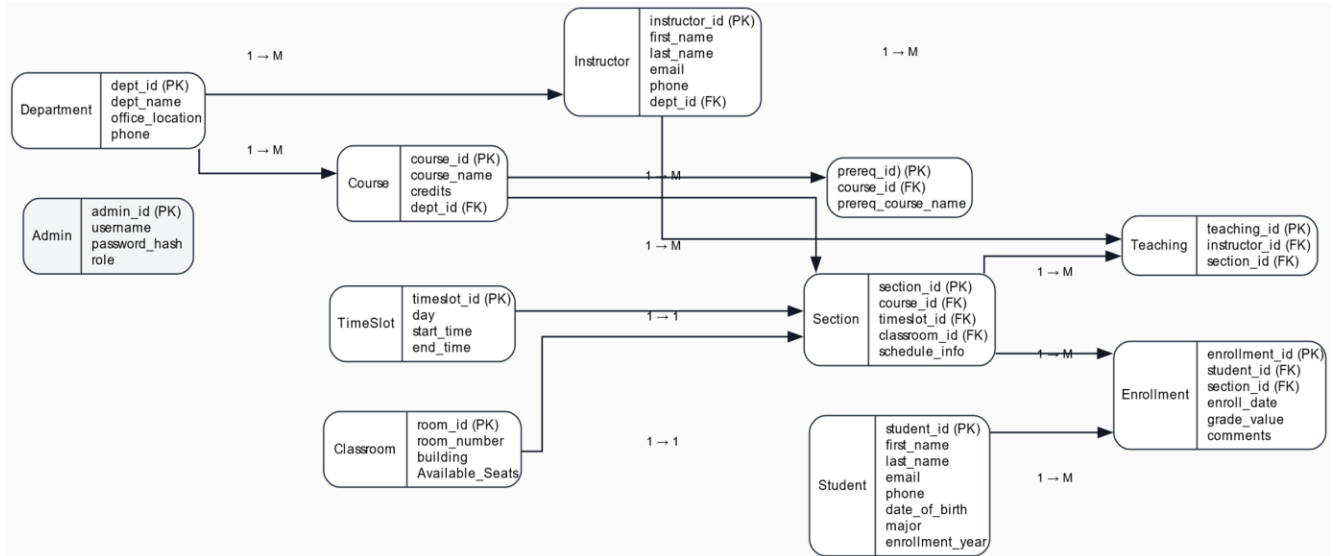 1 → M
1 → M
Department
dept_id (PK)
dept_name
office_location
phone
Instructor
instructor_id (PK)
first_name
last_name
email
phone
dept_id (FK)
1 → M
Course
course_id (PK)
course_name
credits
dept_id (FK)
1 → M
prereq_id) (PK)
course_id (FK)
prereq_course_name
Admin
admin_id (PK)
username
password_hash
role
1 → M
Teaching
teaching_id (PK)
instructor_id (FK)
section_id (FK)
1 → M
TimeSlot
timeslot_id (PK)
day
start_time
end_time
1 → 1
Section
section_id (PK)
course_id (FK)
timeslot_id (FK)
classroom_id (FK)
schedule_info
1 → M
Enrollment
enrollment_id (PK)
student_id (FK)
section_id (FK)
enroll_date
grade_value
comments
Classroom
room_id (PK)
room_number
building
Available_Seats
1 → 1
Student
student_id (PK)
first_name
last_name
email
phone
date_of_birth
major
enrollment_year
1 → M